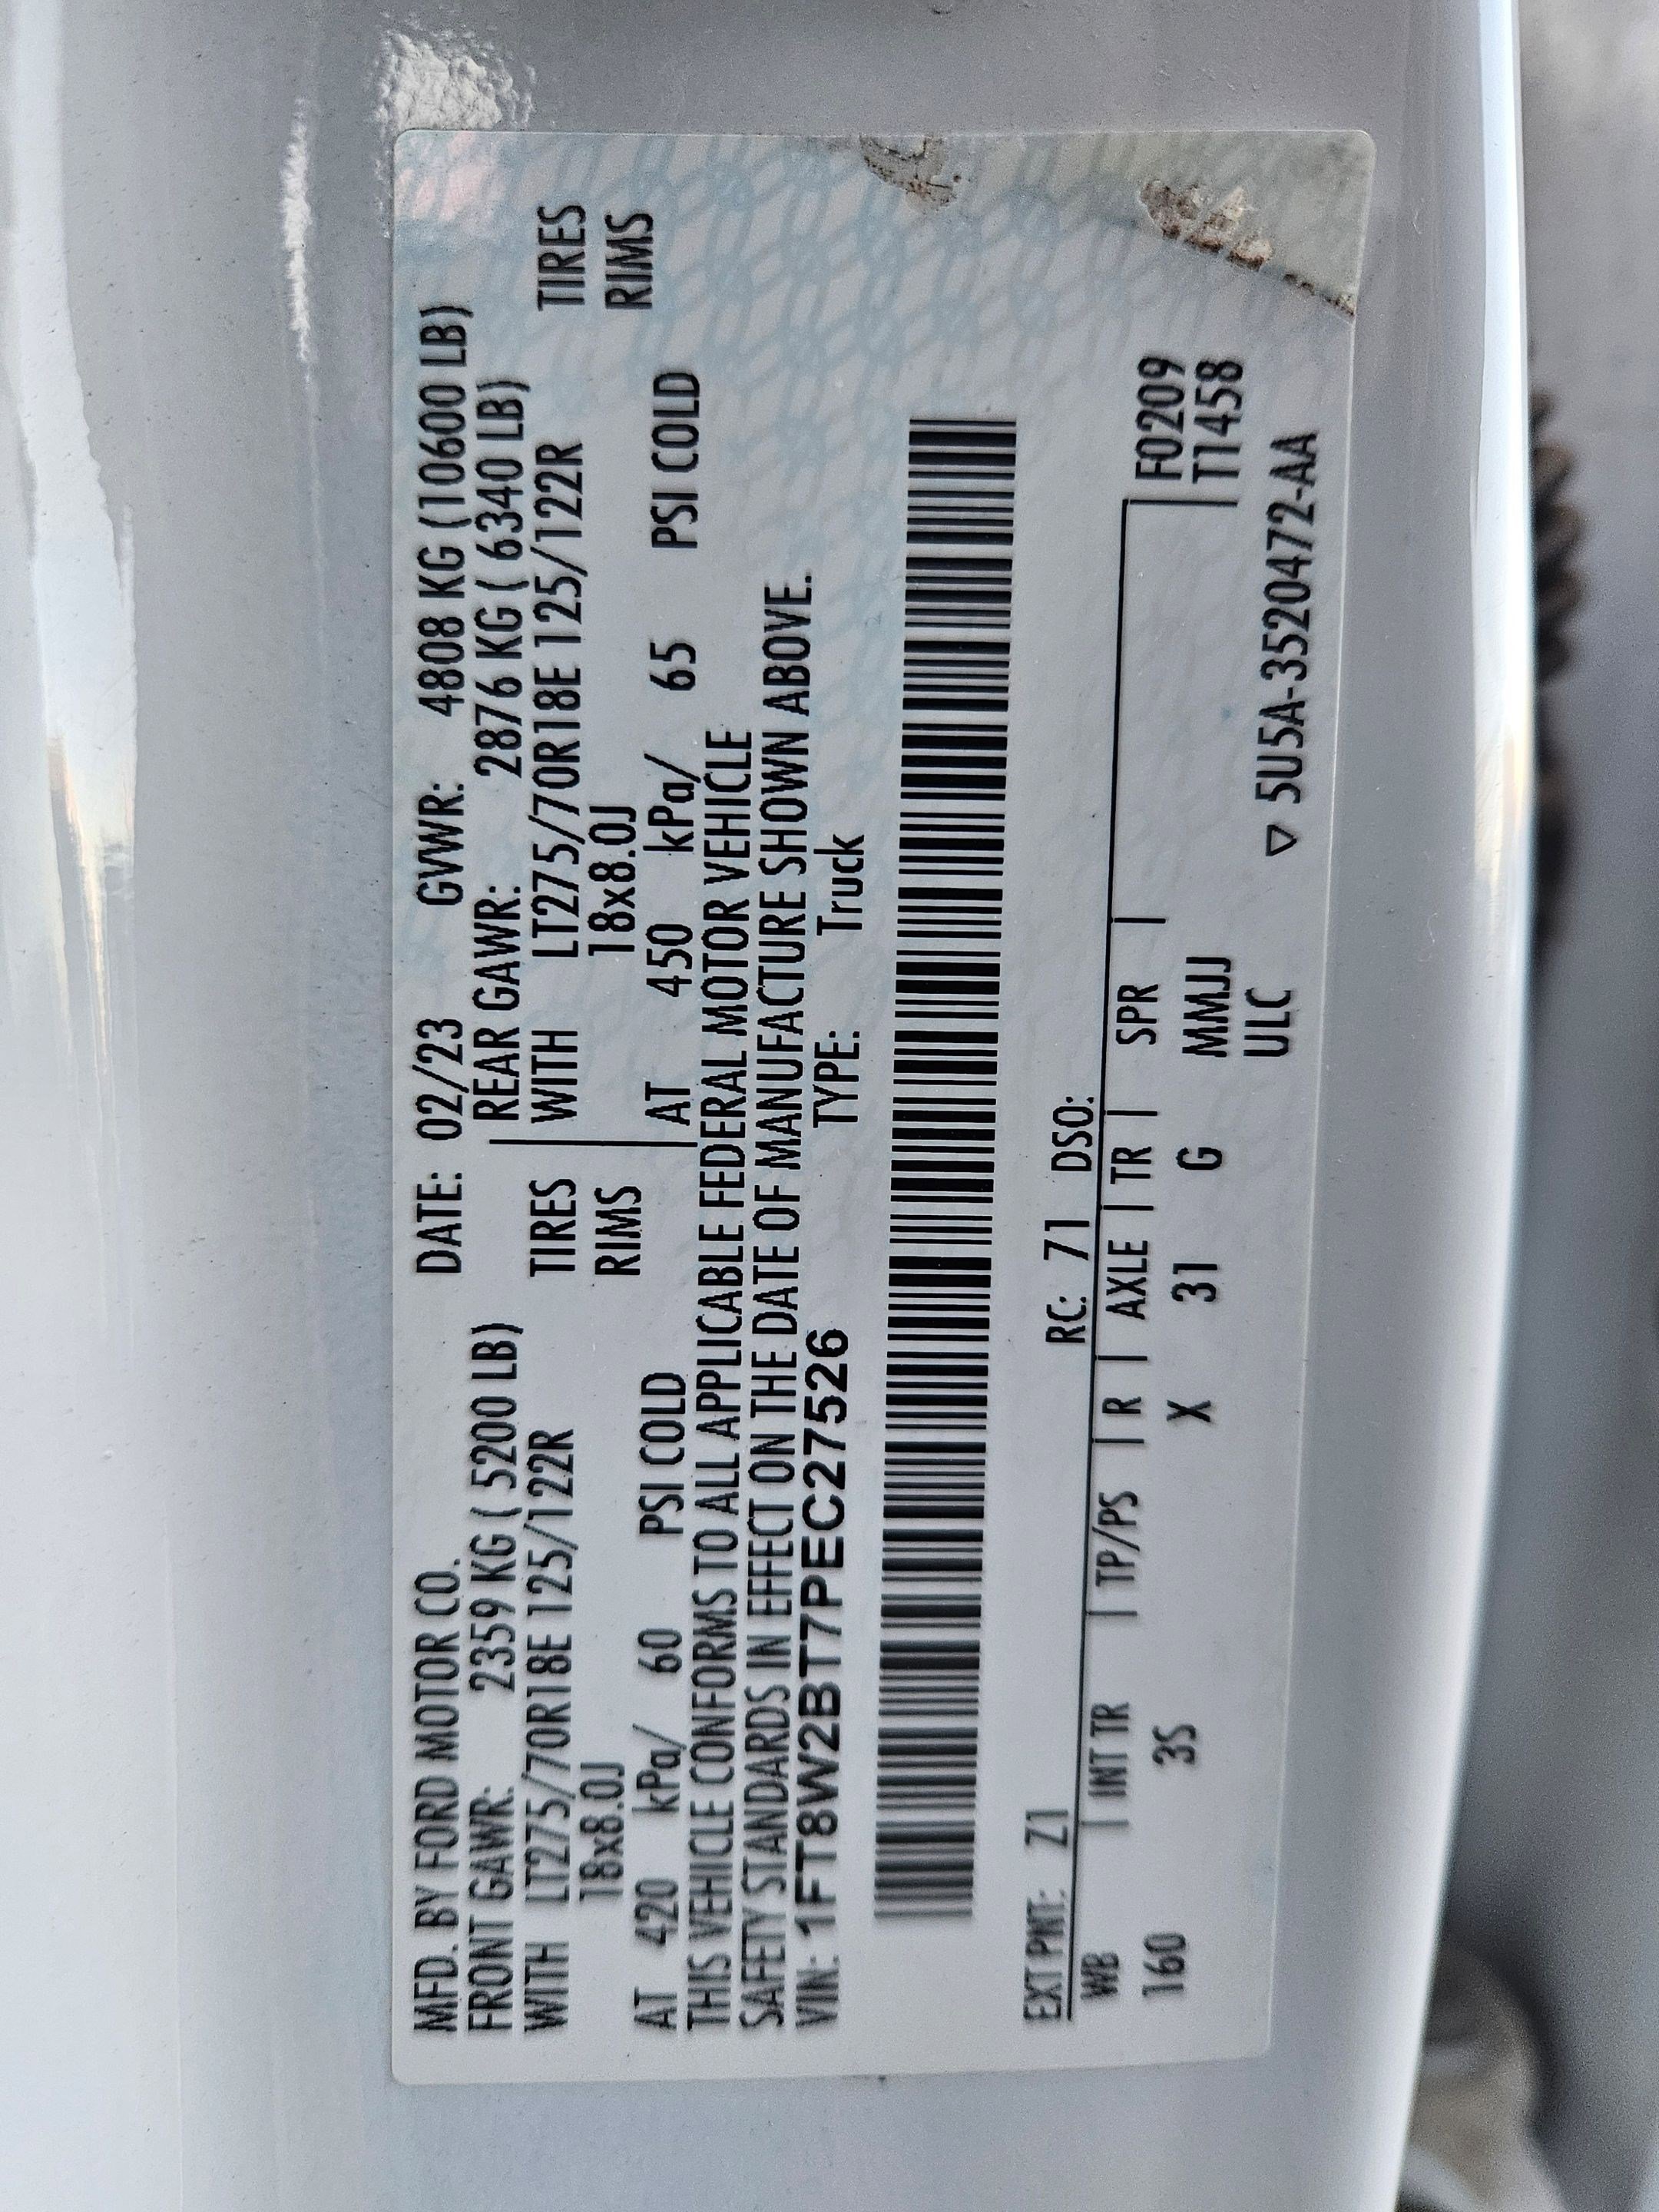 MFD. BY FORD MOTOR CO. DATE: 02/23 GVWR: 4808 KG (10600 LB)
FRONT GAWR: 2359 KG ( 5200 LB) REAR GAWR: 2876 KG ( 6340 LB)
WITH LT275/70R18E 125/122R TIRES WITH LT275/70R18E 125/122R TIRES
18x8.0J RIMS 18x8.0J RIMS
AT 420 kPa/ 60 PSI COLD AT 450 kPa/ 65 PSI COLD
THIS VEHICLE CONFORMS TO ALL APPLICABLE FEDERAL MOTOR VEHICLE
SAFETY STANDARDS IN EFFECT ON THE DATE OF MANUFACTURE SHOWN ABOVE.
VIN: 1FT8W2BT7PEC27526 TYPE: Truck
EXT PNT: Z1 RC: 71 DSO:
WB | INT TR | TP/PS | R | AXLE | TR | SPR | | F0209
160 3S X 31 G MMJJ | T1458
ULC
▽ 5U5A-3520472-AA